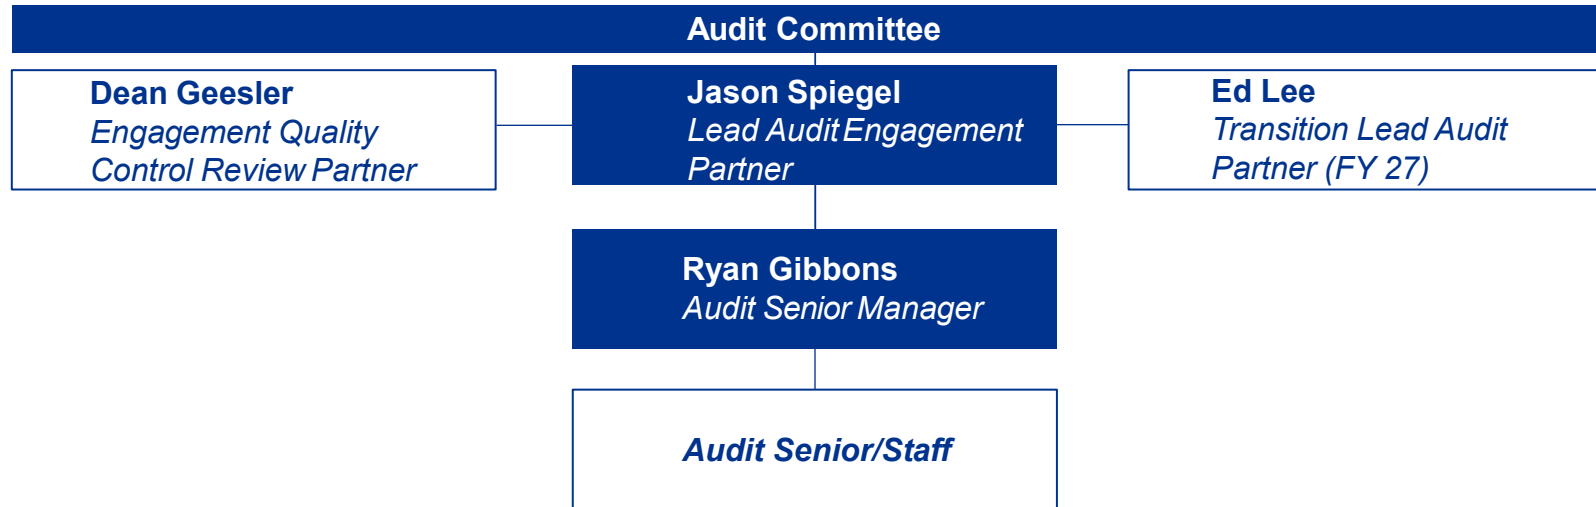 Audit Committee
Dean Geesler
Engagement Quality
Control Review Partner
Jason Spiegel
Lead Audit Engagement
Partner
Ed Lee
Transition Lead Audit
Partner (FY 27)
Ryan Gibbons
Audit Senior Manager
Audit Senior/Staff